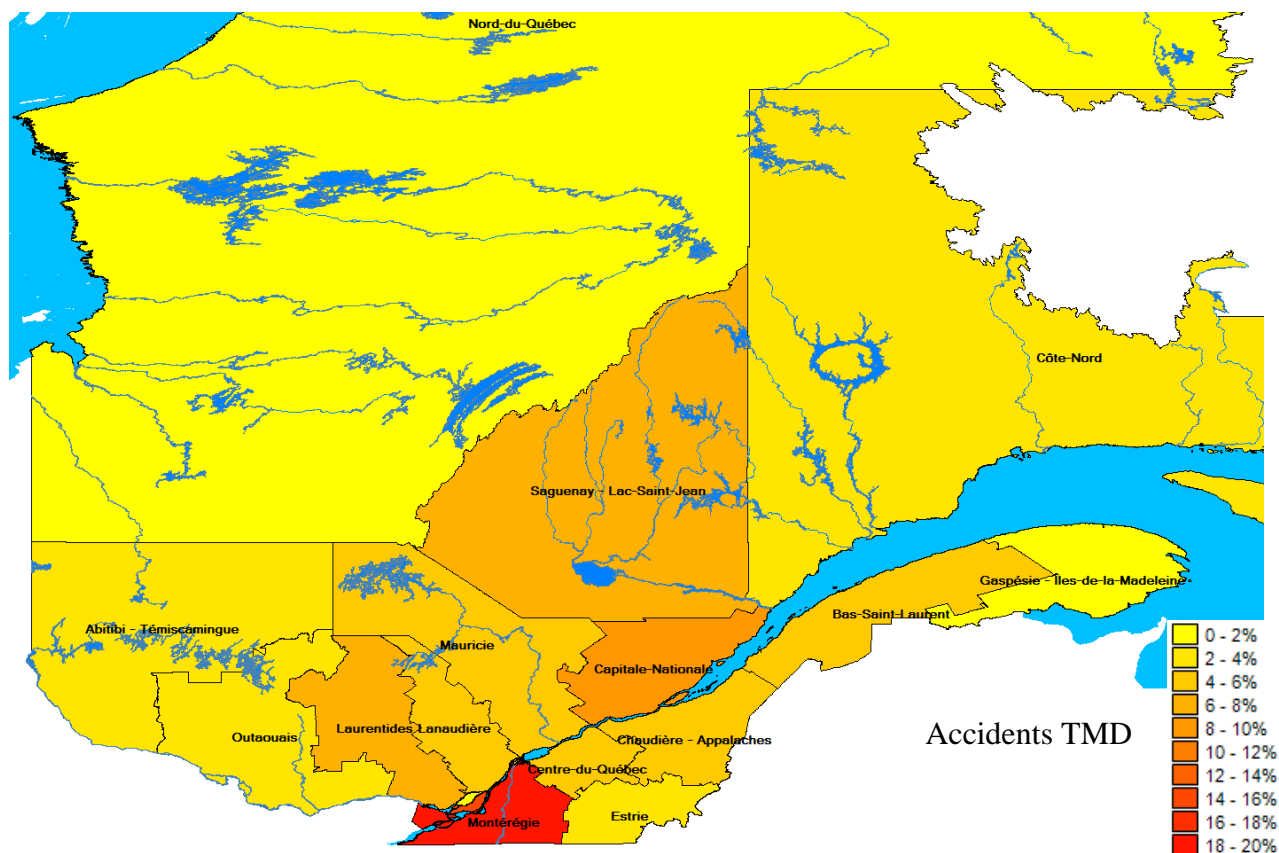 Nord-du-Québec
Côte-Nord
Saguenay - Lac-Saint-Jean
Gaspésie - Îles-de-la-Madeleine
Bas-Saint-Laurent
Abitibi - Témiscamingue
Mauricie
Capitale-Nationale
Laurentides
Lanaudière
Outaouais
Chaudière - Appalaches
Centre-du-Québec
Estrie
Montérégie
Accidents TMD
0 - 2%
2 - 4%
4 - 6%
6 - 8%
8 - 10%
10 - 12%
12 - 14%
14 - 16%
16 - 18%
18 - 20%